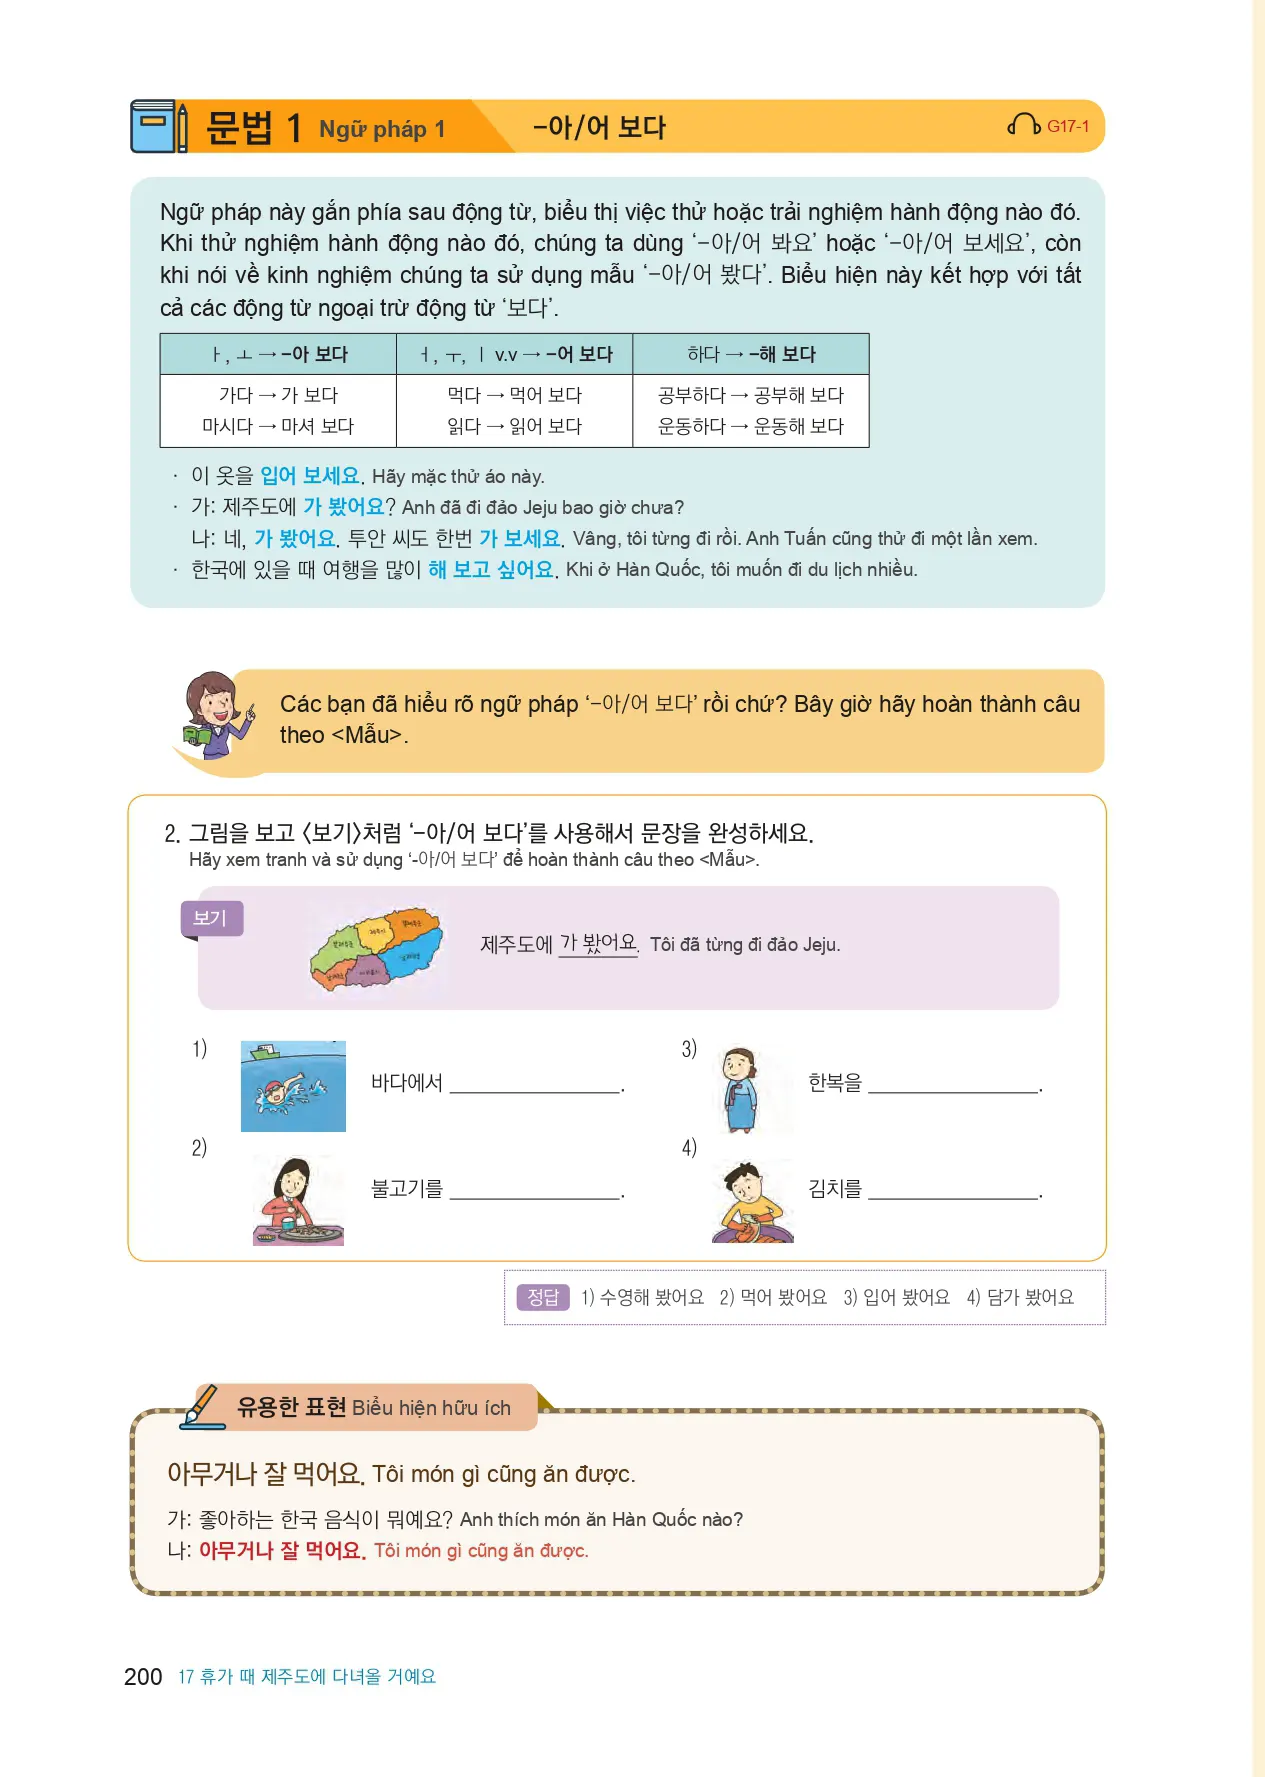 문법 1 Ngữ pháp 1 -아/어 보다 G17-1
Ngữ pháp này gắn phía sau động từ, biểu thị việc thử hoặc trải nghiệm hành động nào đó.
Khi thử nghiệm hành động nào đó, chúng ta dùng ‘-아/어 봐요’ hoặc ‘-아/어 보세요’, còn
khi nói về kinh nghiệm chúng ta sử dụng mẫu ‘-아/어 봤다’. Biểu hiện này kết hợp với tất
cả các động từ ngoại trừ động từ ‘보다’.
ㅏ, ㅗ → -아 보다 ㅓ, ㅜ, ㅣ v.v → -어 보다 하다 → -해 보다
가다 → 가 보다 먹다 → 먹어 보다 공부하다 → 공부해 보다
마시다 → 마셔 보다 읽다 → 읽어 보다 운동하다 → 운동해 보다
· 이 옷을 입어 보세요. Hãy mặc thử áo này.
· 가: 제주도에 가 봤어요? Anh đã đi đảo Jeju bao giờ chưa?
나: 네, 가 봤어요. 투안 씨도 한번 가 보세요. Vâng, tôi từng đi rồi. Anh Tuấn cũng thử đi một lần xem.
· 한국에 있을 때 여행을 많이 해 보고 싶어요. Khi ở Hàn Quốc, tôi muốn đi du lịch nhiều.
Các bạn đã hiểu rõ ngữ pháp ‘-아/어 보다’ rồi chứ? Bây giờ hãy hoàn thành câu
theo <Mẫu>.
2. 그림을 보고 <보기>처럼 ‘-아/어 보다’를 사용해서 문장을 완성하세요.
Hãy xem tranh và sử dụng ‘-아/어 보다’ để hoàn thành câu theo <Mẫu>.
보기
제주도에 가 봤어요. Tôi đã từng đi đảo Jeju.
1) 바다에서 ________________.
3) 한복을 ________________.
2) 불고기를 ________________.
4) 김치를 ________________.
정답 1) 수영해 봤어요 2) 먹어 봤어요 3) 입어 봤어요 4) 담가 봤어요
유용한 표현 Biểu hiện hữu ích
아무거나 잘 먹어요. Tôi món gì cũng ăn được.
가: 좋아하는 한국 음식이 뭐예요? Anh thích món ăn Hàn Quốc nào?
나: 아무거나 잘 먹어요. Tôi món gì cũng ăn được.
200 17 휴가 때 제주도에 다녀올 거예요